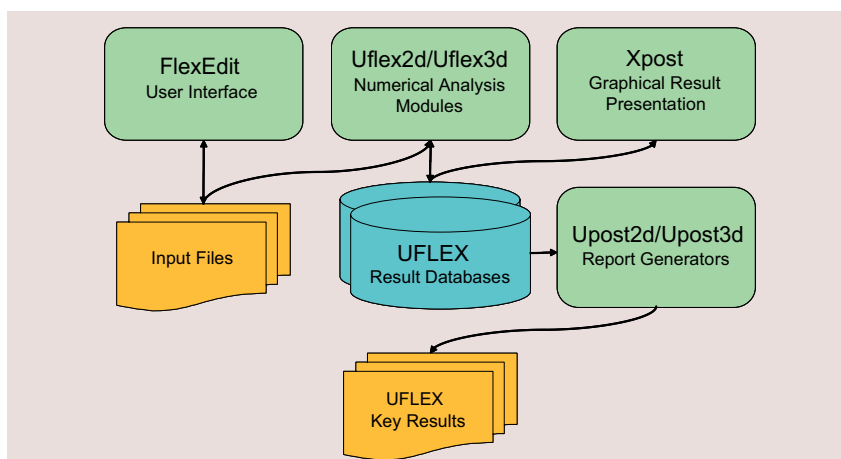 FlexEdit
User Interface
Uflex2d/Uflex3d
Numerical Analysis
Modules
Xpost
Graphical Result
Presentation
Input Files
UFLEX
Result Databases
Upost2d/Upost3d
Report Generators
UFLEX
Key Results